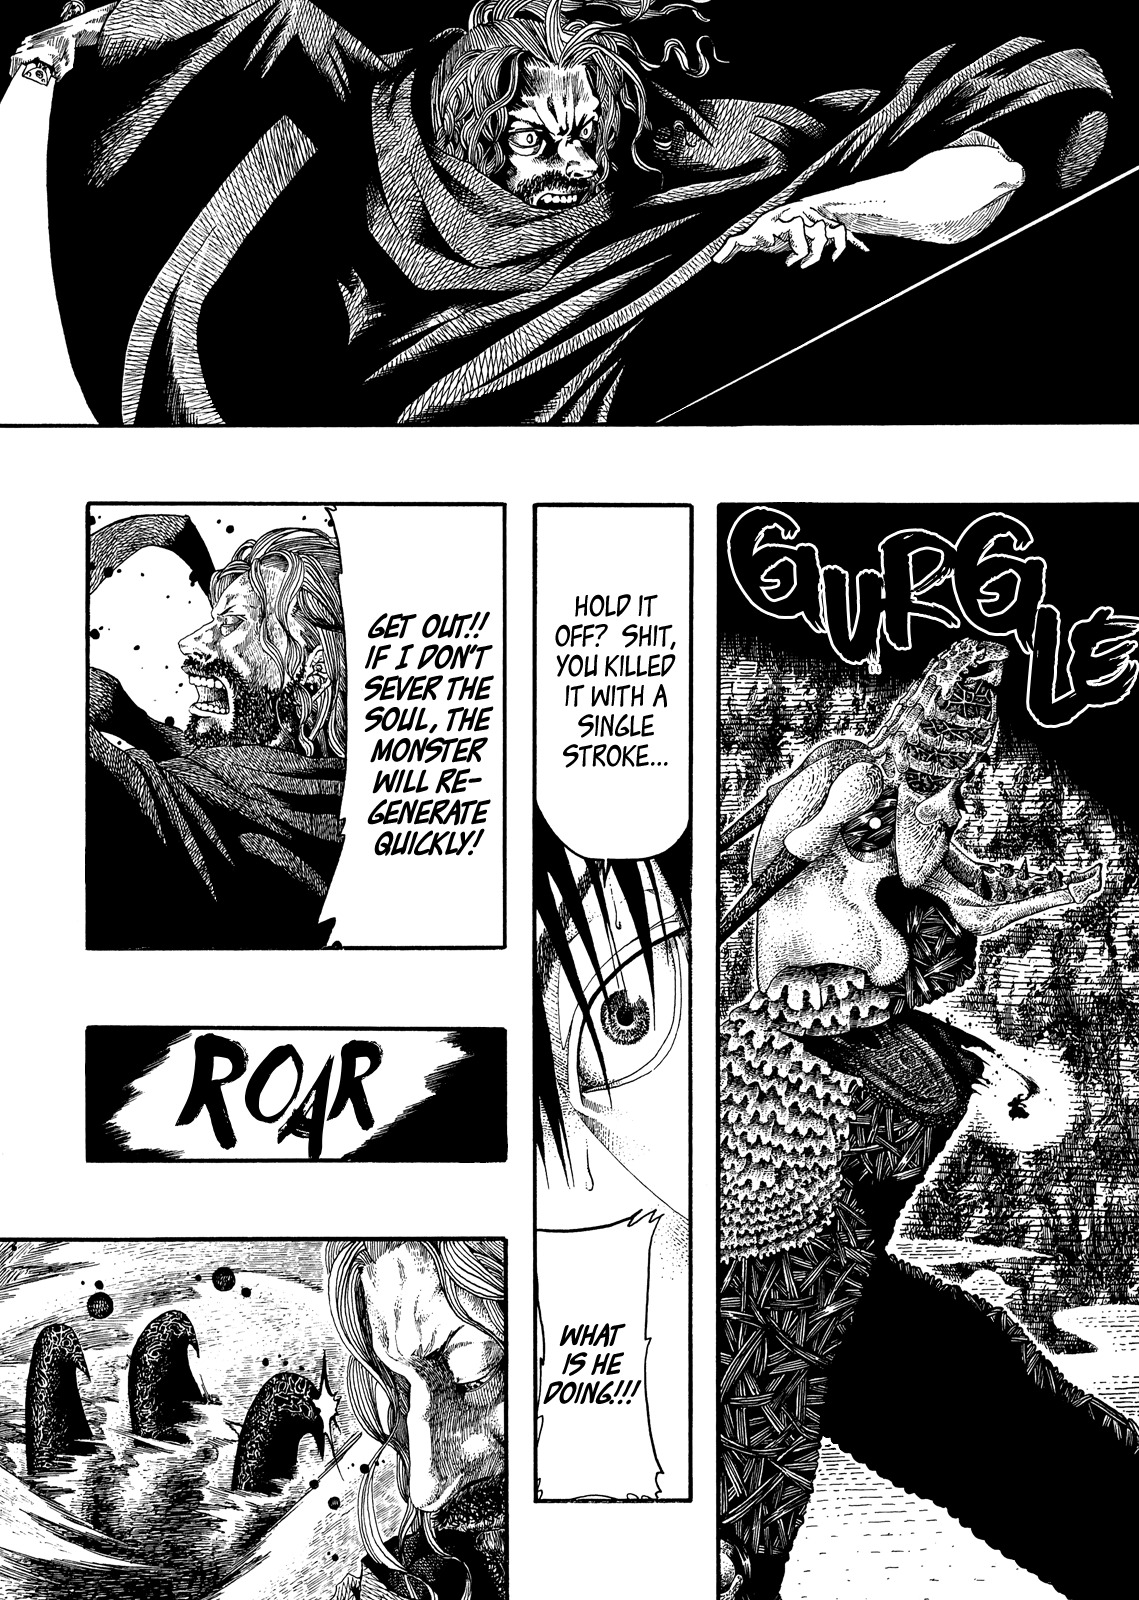 GURGLE
HOLD IT
OFF? SHIT,
YOU KILLED
IT WITH A
SINGLE
STROKE...
WHAT
IS HE
DOING!!!
GET OUT!!
IF I DON'T
SEVER THE
SOUL, THE
MONSTER
WILL RE-
GENERATE
QUICKLY!
ROAR